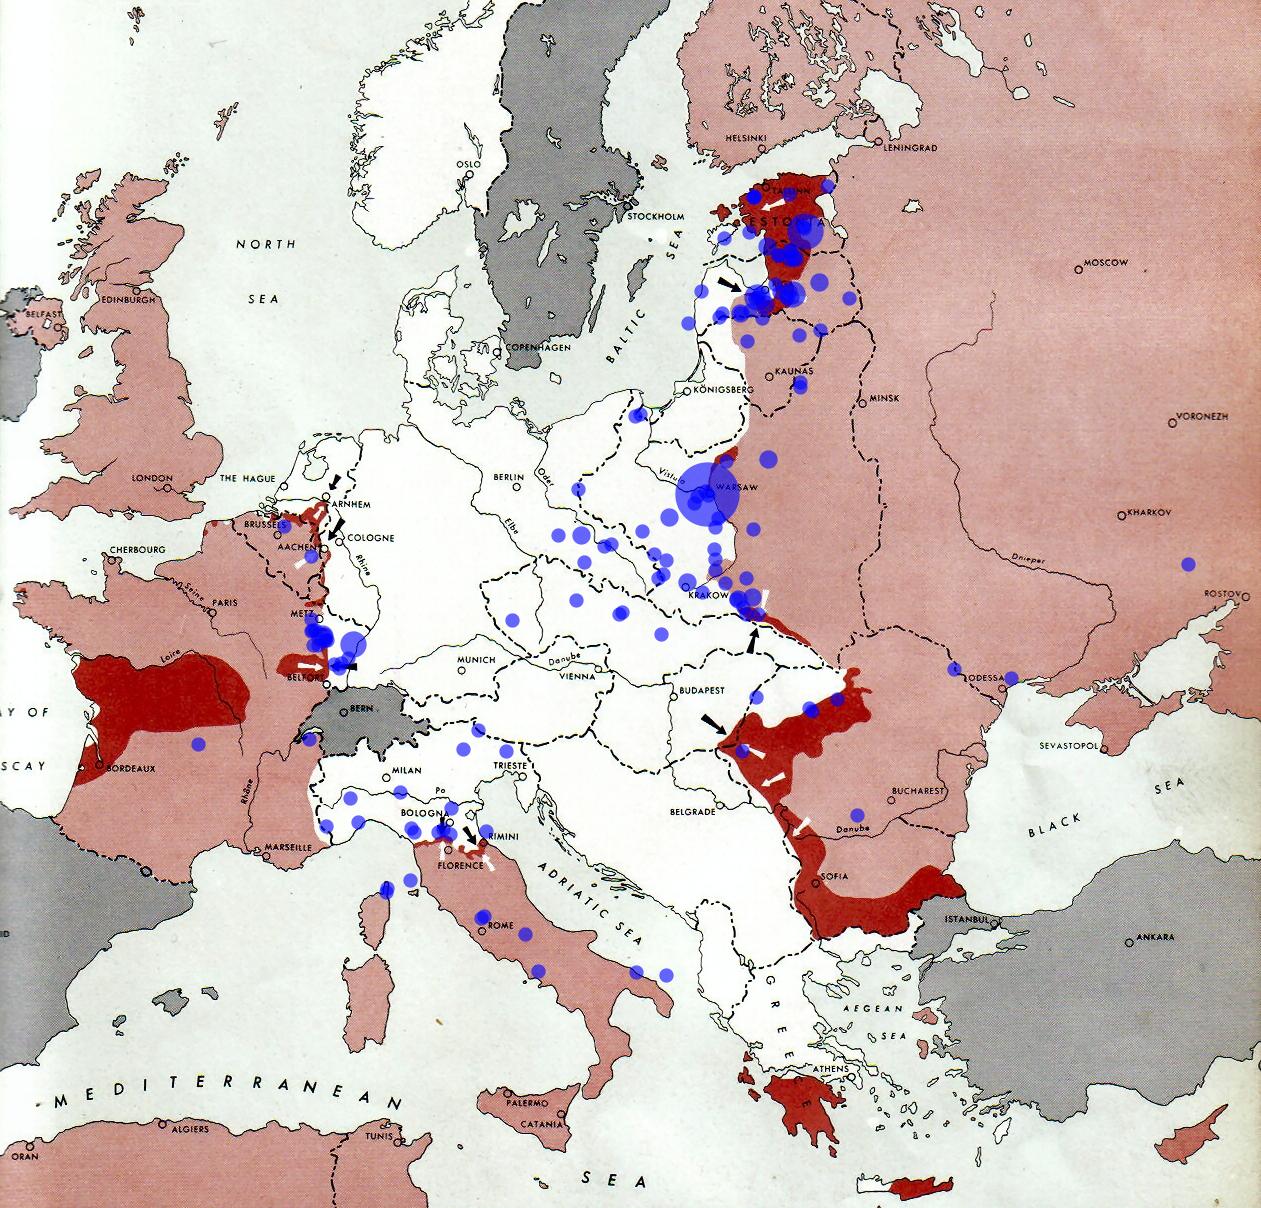 HELSINKI
LENINGRAD
OSLO
TALLINN
STOCKHOLM
ESTONIA
NORTH
SEA
BALTIC SEA
MOSCOW
EDINBURGH
BELFAST
COPENHAGEN
KAUNAS
KÖNIGSBERG
MINSK
VORONEZH
LONDON
THE HAGUE
BERLIN
Oder
Vistula
WARSAW
ARNHEM
BRUSSELS
KHARKOV
Elbe
COLOGNE
AACHEN
CHERBOURG
Rhine
Dnieper
Seine
PARIS
KRAKOW
ROSTOV
METZ
Loire
MUNICH
Danube
VIENNA
BELFORT
ODESSA
BUDAPEST
AY OF
BERN
SEVASTOPOL
SCAY
BORDEAUX
MILAN
TRIESTE
Rhône
Po
BUCHAREST
BLACK SEA
BOLOGNA
BELGRADE
Danube
RIMINI
MARSEILLE
FLORENCE
SOFIA
ADRIATIC SEA
ISTANBUL
ROME
ID
ANKARA
GREE
E
AEGEAN
SEA
ATHENS
MEDITERRANEAN
PALERMO
CATANIA
ALGIERS
TUNIS
ORAN
SEA